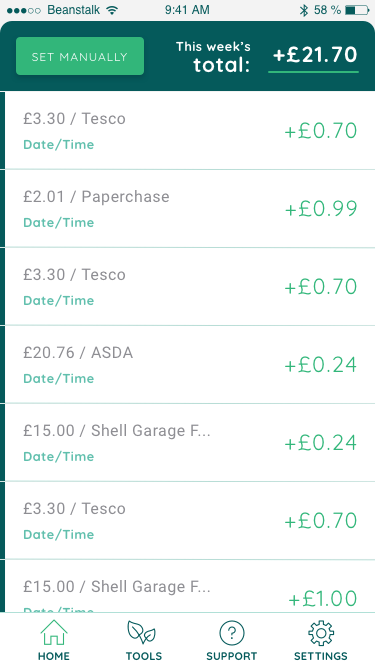 Beanstalk 9:41 AM 58 %
SET MANUALLY
This week's
total:
+£21.70
£3.30 / Tesco
Date/Time
+£0.70
£2.01 / Paperchase
Date/Time
+£0.99
£3.30 / Tesco
Date/Time
+£0.70
£20.76 / ASDA
Date/Time
+£0.24
£15.00 / Shell Garage F...
Date/Time
+£0.24
£3.30 / Tesco
Date/Time
+£0.70
£15.00 / Shell Garage F...
Date/Time
+£1.00
HOME TOOLS SUPPORT SETTINGS